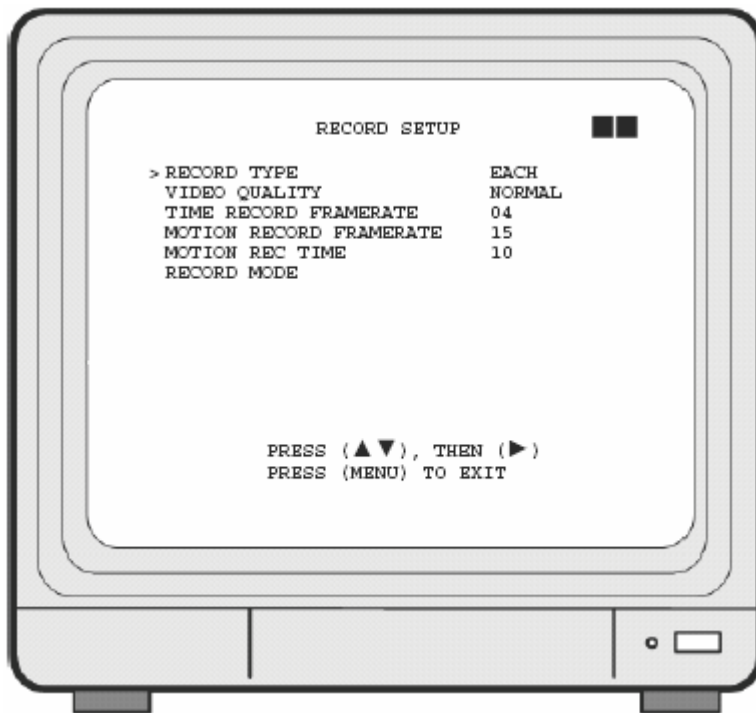 RECORD SETUP
> RECORD TYPE EACH
VIDEO QUALITY NORMAL
TIME RECORD FRAMERATE 04
MOTION RECORD FRAMERATE 15
MOTION REC TIME 10
RECORD MODE
PRESS (▲▼), THEN (▶)
PRESS (MENU) TO EXIT